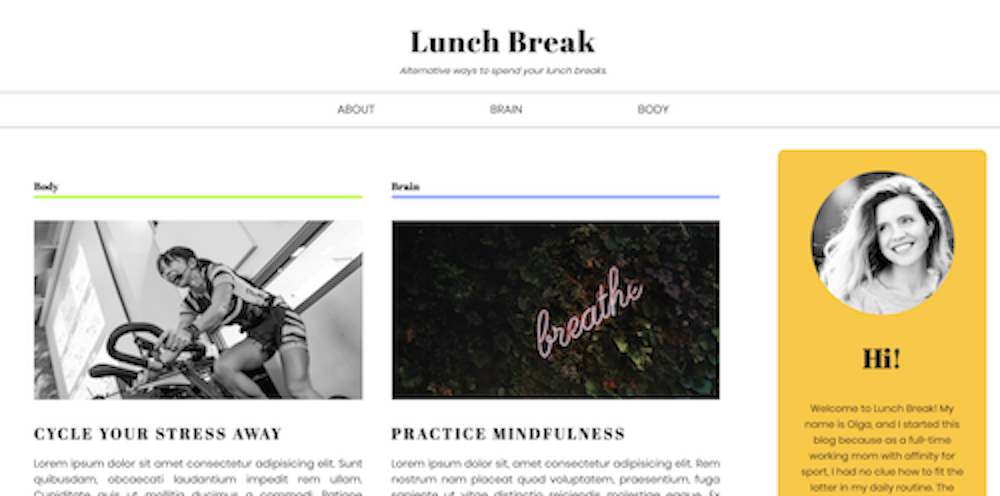 Lunch Break
Alternative ways to spend your lunch breaks.
ABOUT BRAIN BODY
Body
CYCLE YOUR STRESS AWAY
Lorem ipsum dolor sit amet consectetur adipisicing elit. Sunt
quibusdam, obcaecati laudantium impedit rem ullam.
Cupiditate quis ut mollitia ducimus a commodi. Ratione
Brain
breathe
PRACTICE MINDFULNESS
Lorem ipsum dolor sit, amet consectetur adipisicing elit. Rem
nostrum nam placeat quod voluptatem, praesentium, fuga
sapiente ut vitae distinctio reiciendis molestiae eaque. Ex
Hi!
Welcome to Lunch Break! My
name is Olga, and I started this
blog because as a full-time
working mom with affinity for
sport, I had no clue how to fit the
latter in my daily routine. The